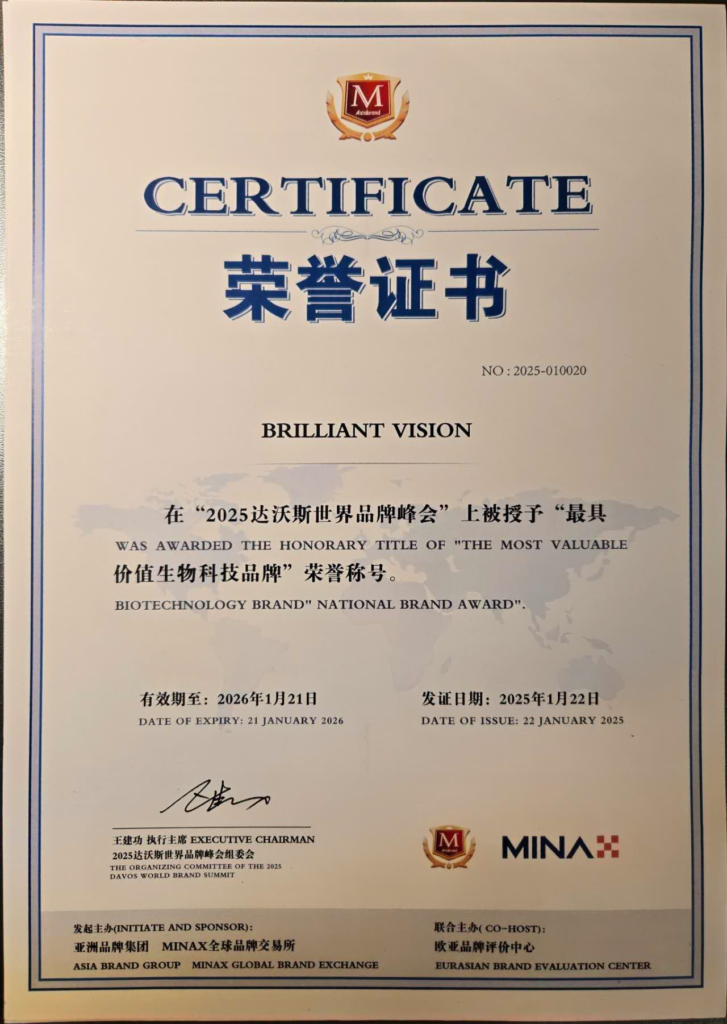 M
Asiabrand
CERTIFICATE
荣誉证书
NO : 2025-010020
BRILLIANT VISION
在“2025达沃斯世界品牌峰会”上被授予“最具
WAS AWARDED THE HONORARY TITLE OF "THE MOST VALUABLE
价值生物科技品牌”荣誉称号。
BIOTECHNOLOGY BRAND" NATIONAL BRAND AWARD".
有效期至：2026年1月21日
DATE OF EXPIRY: 21 JANUARY 2026
发证日期：2025年1月22日
DATE OF ISSUE: 22 JANUARY 2025
王建功 执行主席 EXECUTIVE CHAIRMAN
2025达沃斯世界品牌峰会组委会
THE ORGANIZING COMMITTEE OF THE 2025
DAVOS WORLD BRAND SUMMIT
M
MINAX
发起主办(INITIATE AND SPONSOR)：
亚洲品牌集团 MINAX全球品牌交易所
ASIA BRAND GROUP MINAX GLOBAL BRAND EXCHANGE
联合主办( CO-HOST)：
欧亚品牌评价中心
EURASIAN BRAND EVALUATION CENTER